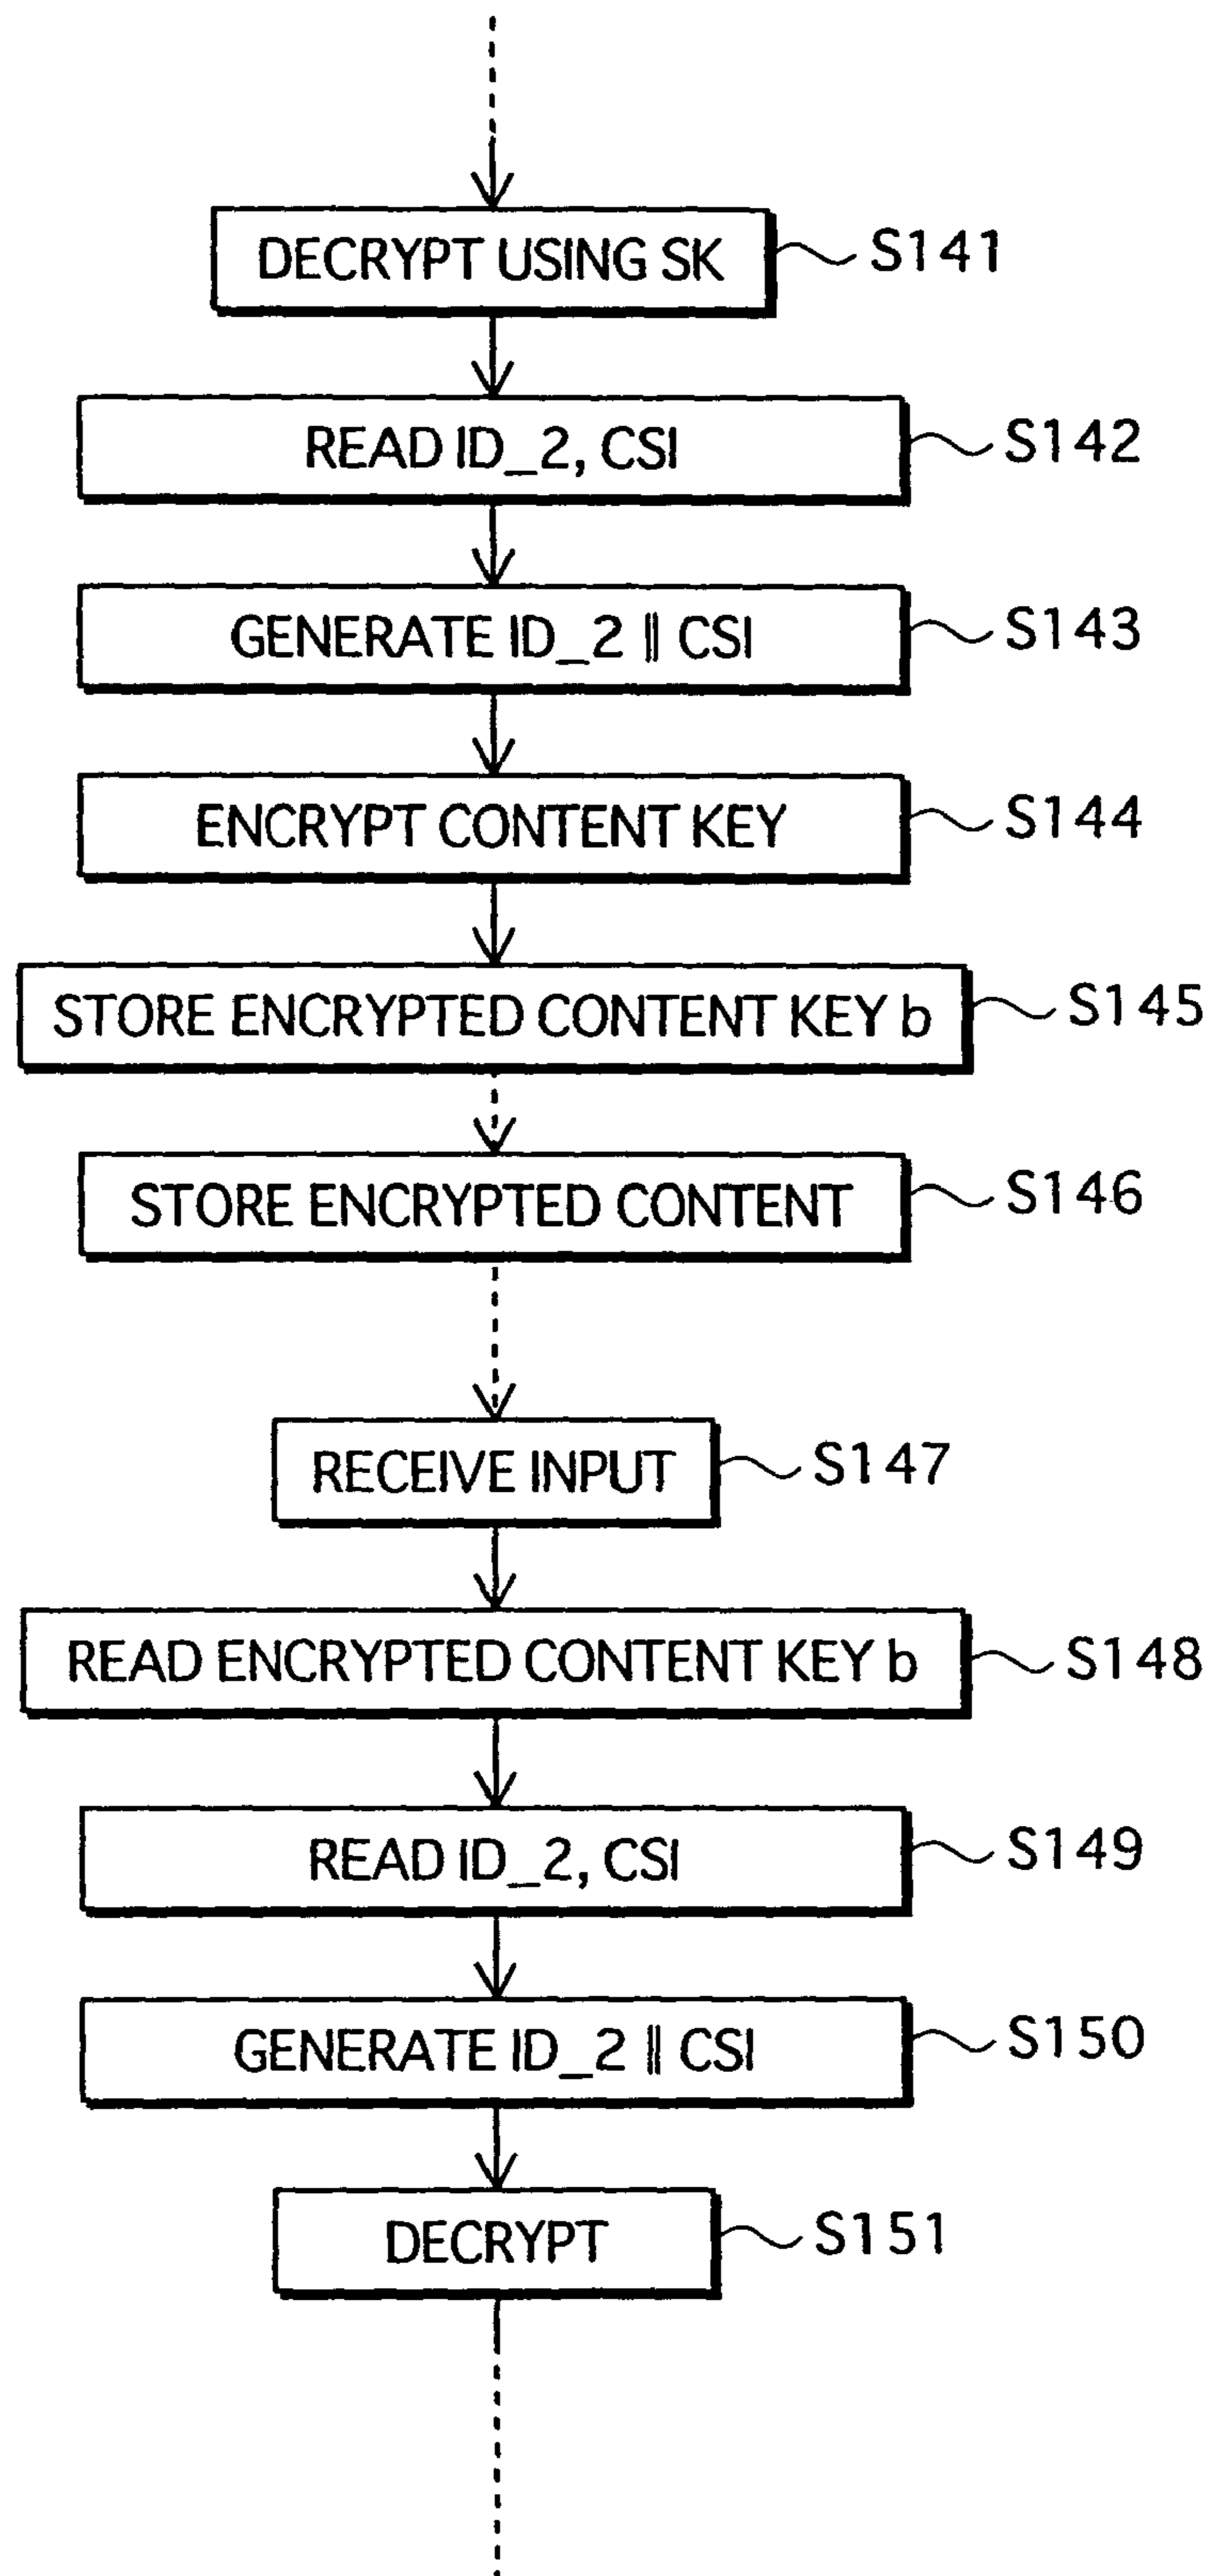 DECRYPT USING SK S141
READ ID_2, CSI S142
GENERATE ID_2 || CSI S143
ENCRYPT CONTENT KEY S144
STORE ENCRYPTED CONTENT KEY b S145
STORE ENCRYPTED CONTENT S146
RECEIVE INPUT S147
READ ENCRYPTED CONTENT KEY b S148
READ ID_2, CSI S149
GENERATE ID_2 || CSI S150
DECRYPT S151